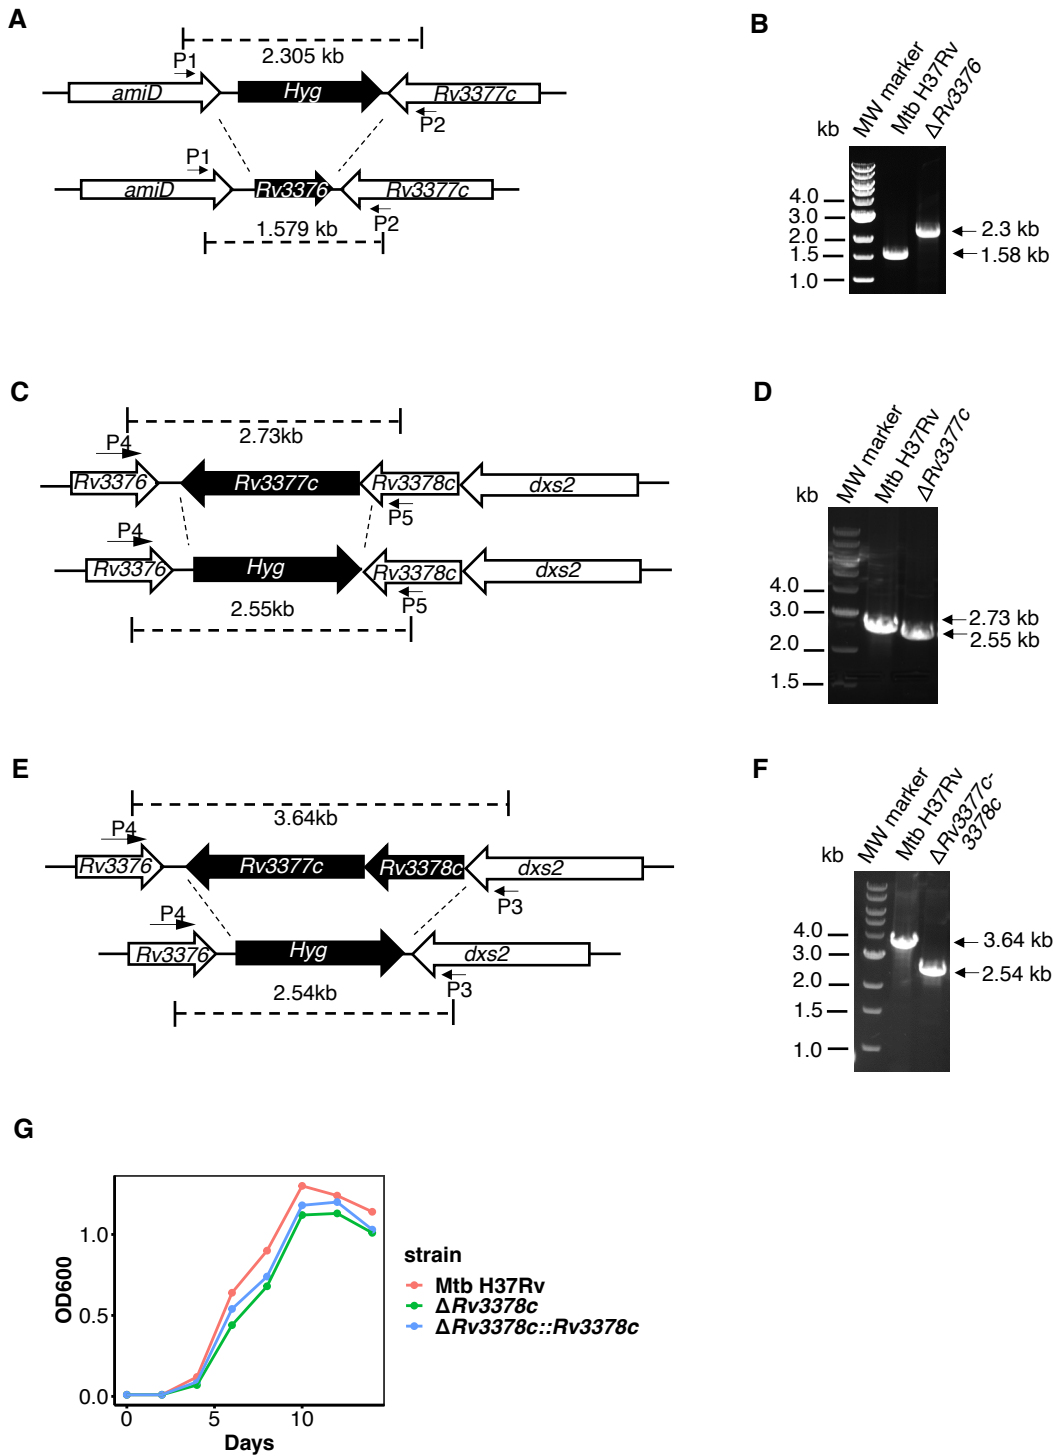 A
2.305 kb
P1
amiD
Hyg
Rv3377c
P2
P1
amiD
Rv3376
Rv3377c
P2
1.579 kb
B
MW marker
Mtb H37Rv
ΔRv3376
kb
4.0
3.0
2.0
1.5
1.0
2.3 kb
1.58 kb
C
2.73kb
P4
Rv3376
Rv3377c
Rv3378c
dxs2
P5
P4
Rv3376
Hyg
Rv3378c
dxs2
P5
2.55kb
D
MW marker
Mtb H37Rv
ΔRv3377c
kb
4.0
3.0
2.0
1.5
2.73 kb
2.55 kb
E
3.64kb
P4
Rv3376
Rv3377c
Rv3378c
dxs2
P3
P4
Rv3376
Hyg
dxs2
P3
2.54kb
F
MW marker
Mtb H37Rv
ΔRv3377c-
3378c
kb
4.0
3.0
2.0
1.5
1.0
3.64 kb
2.54 kb
G
OD600
1.0
0.5
0.0
0
5
10
Days
strain
Mtb H37Rv
ΔRv3378c
ΔRv3378c::Rv3378c